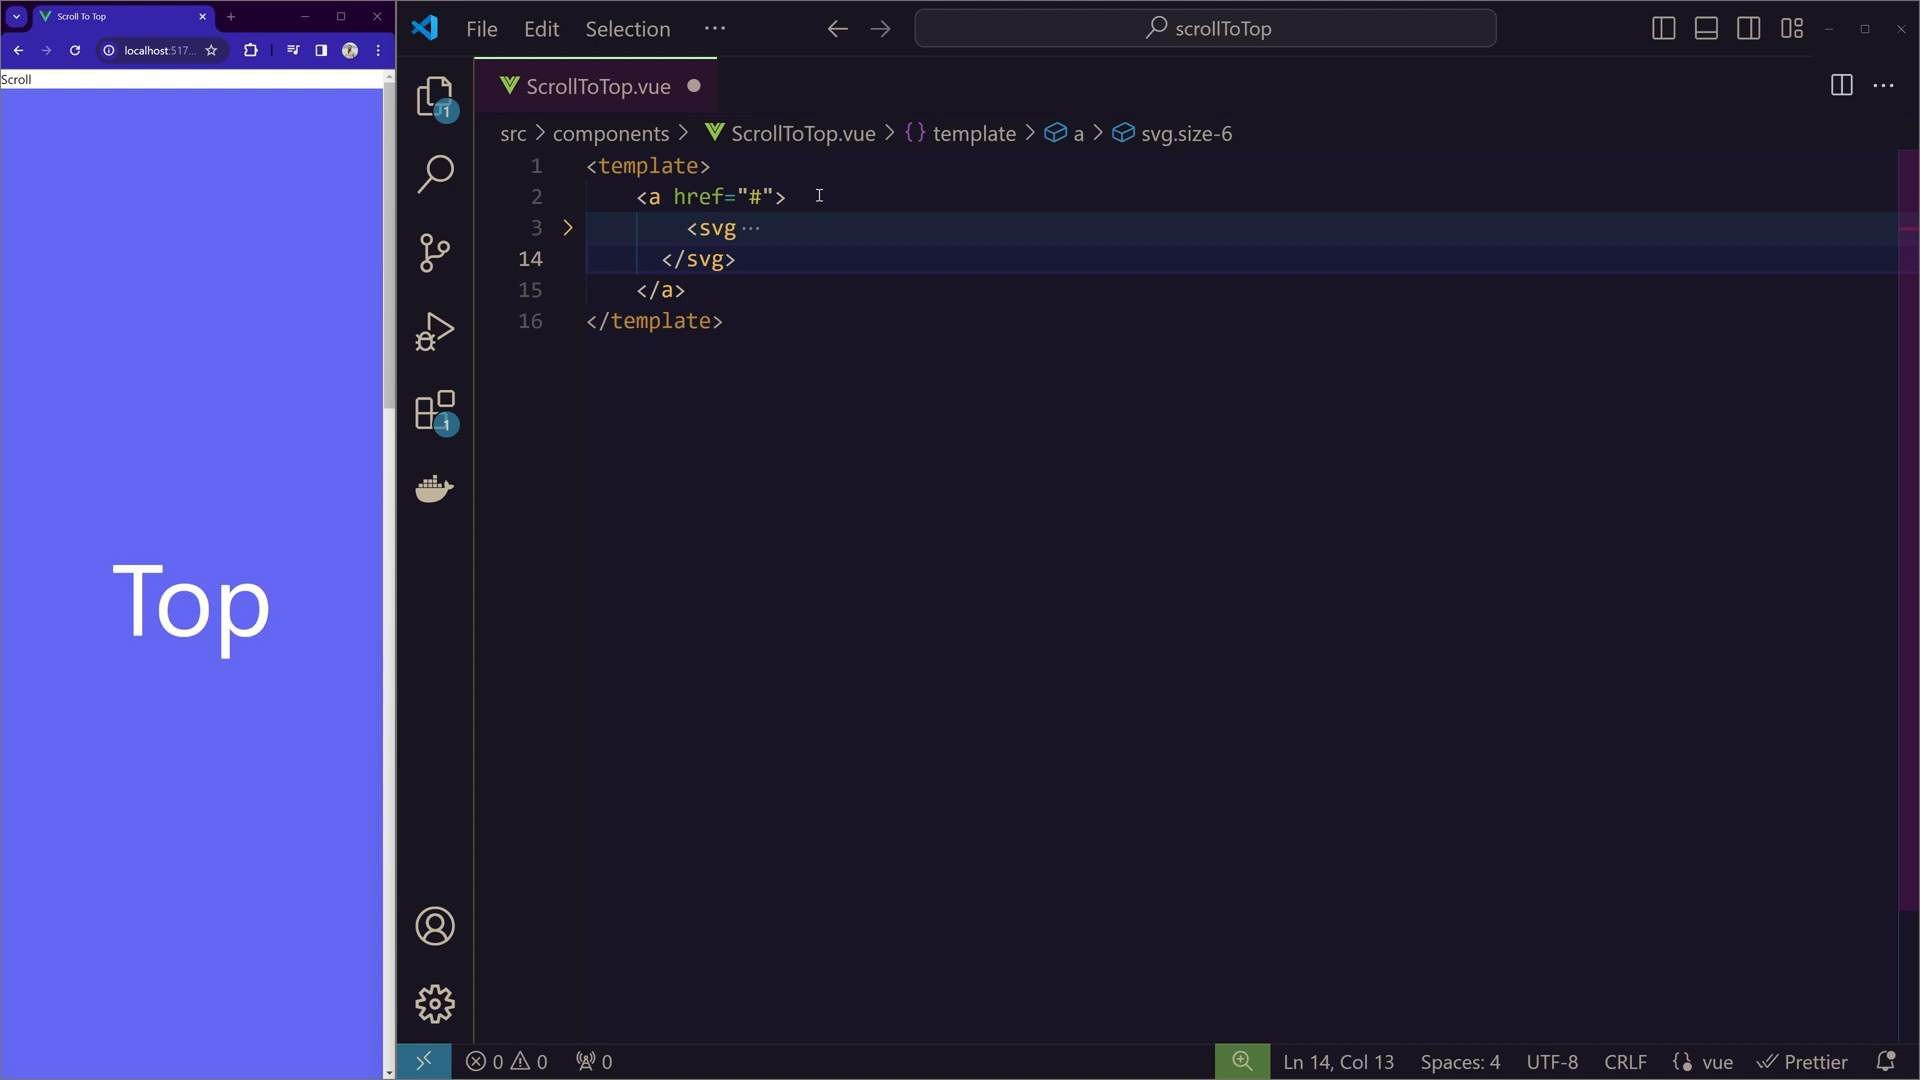 Scroll To Top
localhost:517...
Scroll
Top
File Edit Selection ...
scrollToTop
ScrollToTop.vue
src > components > ScrollToTop.vue > {} template > a > svg.size-6
1 <template>
2 <a href="#">
3 <svg ...
14 </svg>
15 </a>
16 </template>
1
1
0 0 0
Ln 14, Col 13 Spaces: 4 UTF-8 CRLF {} vue Prettier